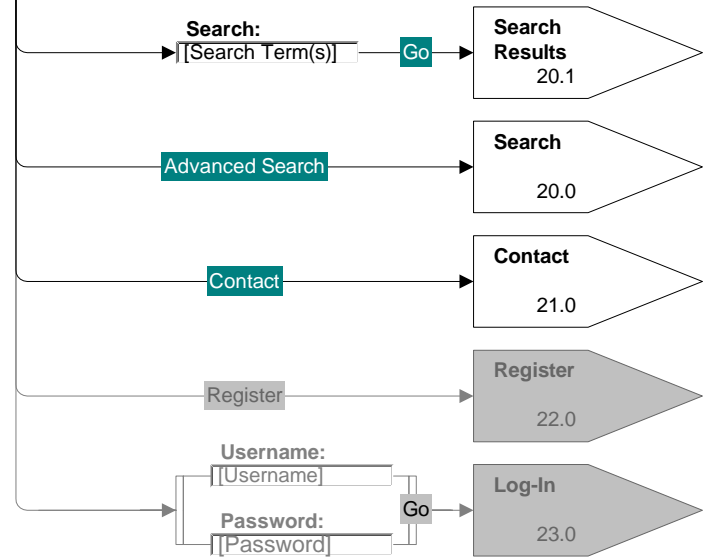 Search:
[Search Term(s)]
Go
Search
Results
20.1
Advanced Search
Search
20.0
Contact
Contact
21.0
Register
Register
22.0
Username:
[Username]
Go
Password:
[Password]
Log-In
23.0